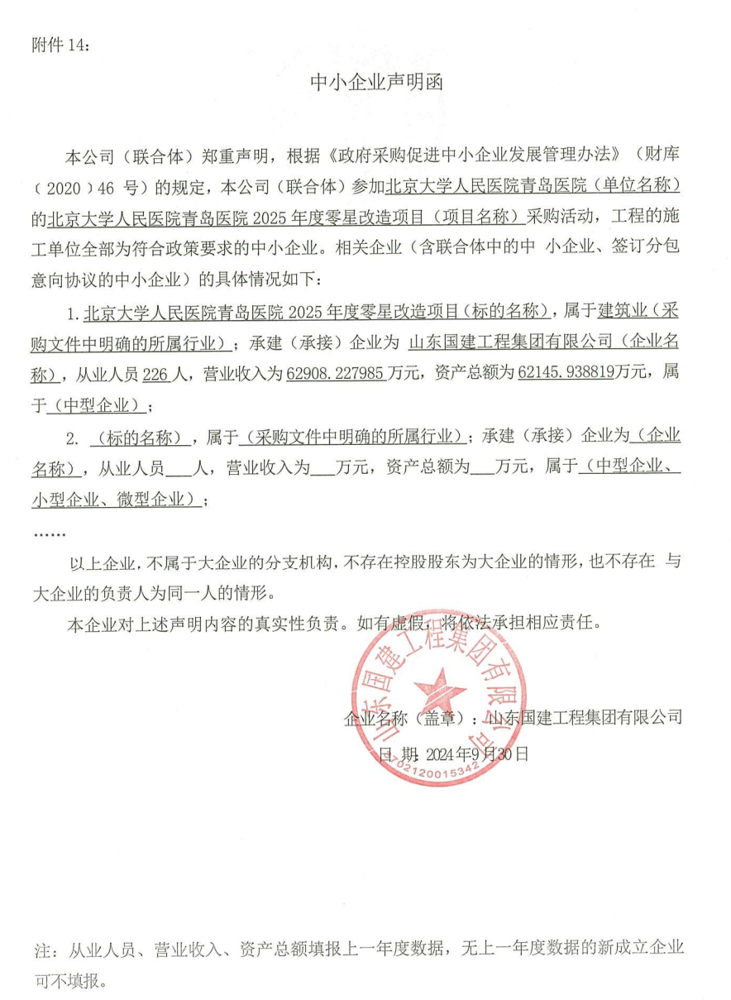 附件 14：
中小企业声明函
本公司（联合体）郑重声明，根据《政府采购促进中小企业发展管理办法》（财库
﹝2020﹞46 号）的规定，本公司（联合体）参加北京大学人民医院青岛医院（单位名称）
的北京大学人民医院青岛医院 2025 年度零星改造项目（项目名称）采购活动，工程的施
工单位全部为符合政策要求的中小企业。相关企业（含联合体中的中 小企业、签订分包
意向协议的中小企业）的具体情况如下：
1. 北京大学人民医院青岛医院 2025 年度零星改造项目（标的名称），属于建筑业（采
购文件中明确的所属行业）；承建（承接）企业为 山东国建工程集团有限公司（企业名
称），从业人员 226 人，营业收入为 62908.227985 万元，资产总额为 62145.938819万元，属
于（中型企业）；
2. （标的名称），属于（采购文件中明确的所属行业）；承建（承接）企业为（企业
名称），从业人员___人，营业收入为___万元，资产总额为___万元，属于（中型企业、
小型企业、微型企业）；
……
以上企业，不属于大企业的分支机构，不存在控股股东为大企业的情形，也不存在 与
大企业的负责人为同一人的情形。
本企业对上述声明内容的真实性负责。如有虚假，将依法承担相应责任。
山东国建工程集团有限公司
企业名称（盖章）：山东国建工程集团有限公司
日 期：2024年9月30日
3702120015342
注：从业人员、营业收入、资产总额填报上一年度数据，无上一年度数据的新成立企业
可不填报。